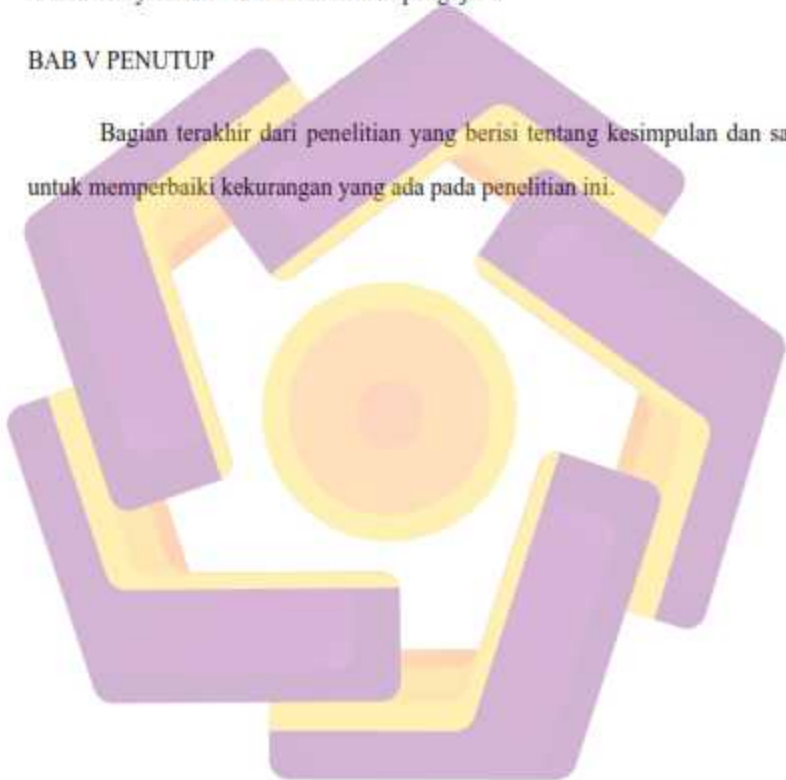 BAB V PENUTUP
Bagian terakhir dari penelitian yang berisi tentang kesimpulan dan sa
untuk memperbaiki kekurangan yang ada pada penelitian ini.